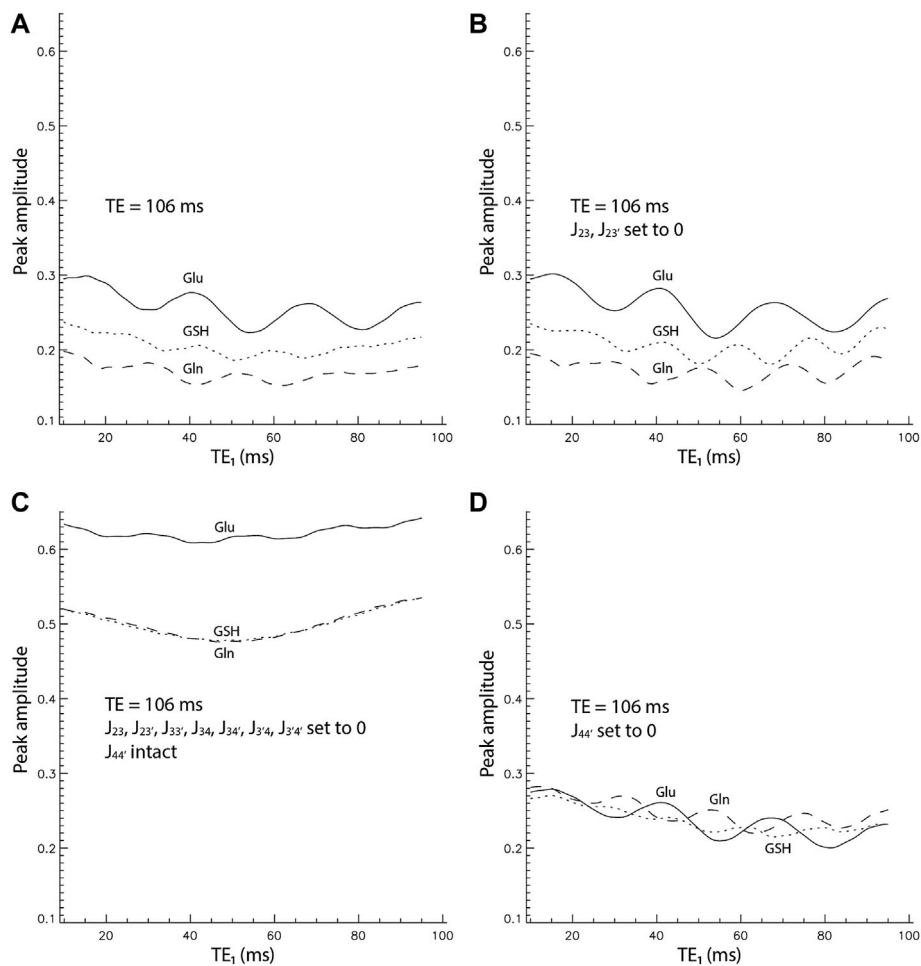 A
Peak amplitude
0.6
0.5
0.4
0.3
0.2
0.1
TE = 106 ms
Glu
GSH
Gln
20 40 60 80 100
TE₁ (ms)
B
Peak amplitude
0.6
0.5
0.4
0.3
0.2
0.1
TE = 106 ms
J₂₃, J₂₃′ set to 0
Glu
GSH
Gln
20 40 60 80 100
TE₁ (ms)
C
Peak amplitude
0.6
0.5
0.4
0.3
0.2
0.1
Glu
GSH
Gln
TE = 106 ms
J₂₃, J₂₃′, J₃₃′, J₃₄, J₃₄′, J₃′₄, J₃′₄′ set to 0
J₄₄′ intact
20 40 60 80 100
TE₁ (ms)
D
Peak amplitude
0.6
0.5
0.4
0.3
0.2
0.1
TE = 106 ms
J₄₄′ set to 0
Glu
Gln
GSH
20 40 60 80 100
TE₁ (ms)